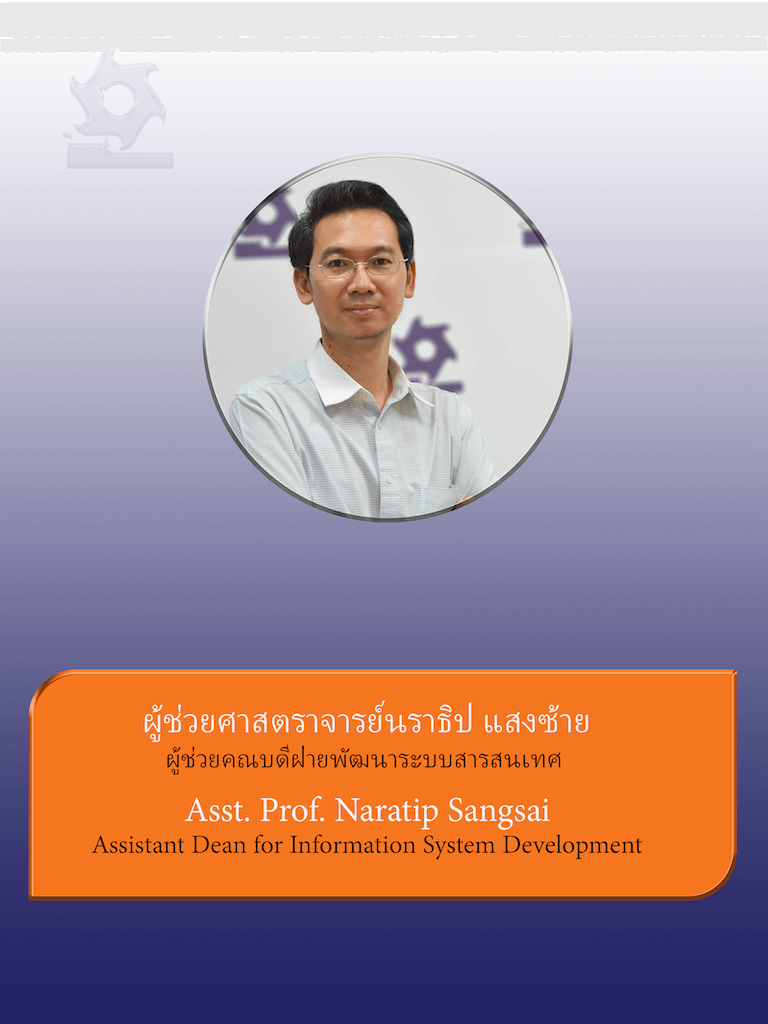 ผู้ช่วยศาสตราจารย์นราธิป แสงซ้าย
ผู้ช่วยคณบดีฝ่ายพัฒนาระบบสารสนเทศ
Asst. Prof. Naratip Sangsai
Assistant Dean for Information System Development